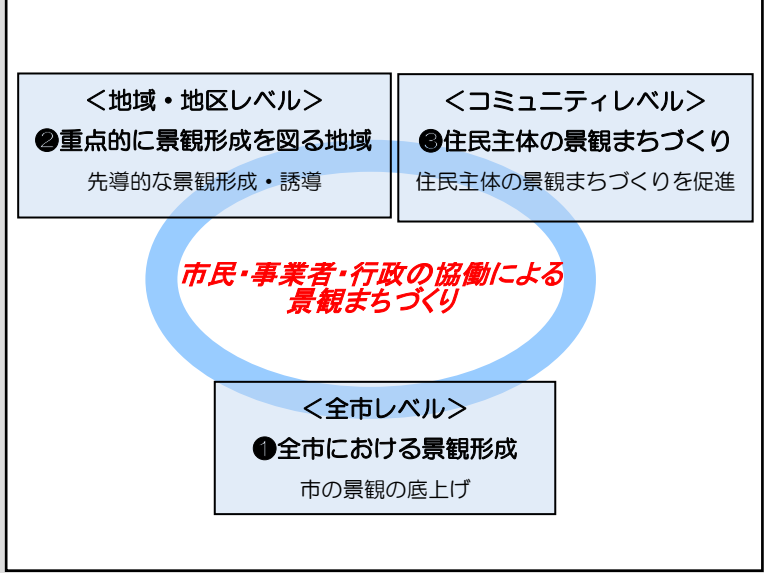 ＜地域・地区レベル＞
❷重点的に景観形成を図る地域
先導的な景観形成・誘導
＜コミュニティレベル＞
❸住民主体の景観まちづくり
住民主体の景観まちづくりを促進
市民・事業者・行政の協働による
景観まちづくり
＜全市レベル＞
❶全市における景観形成
市の景観の底上げ